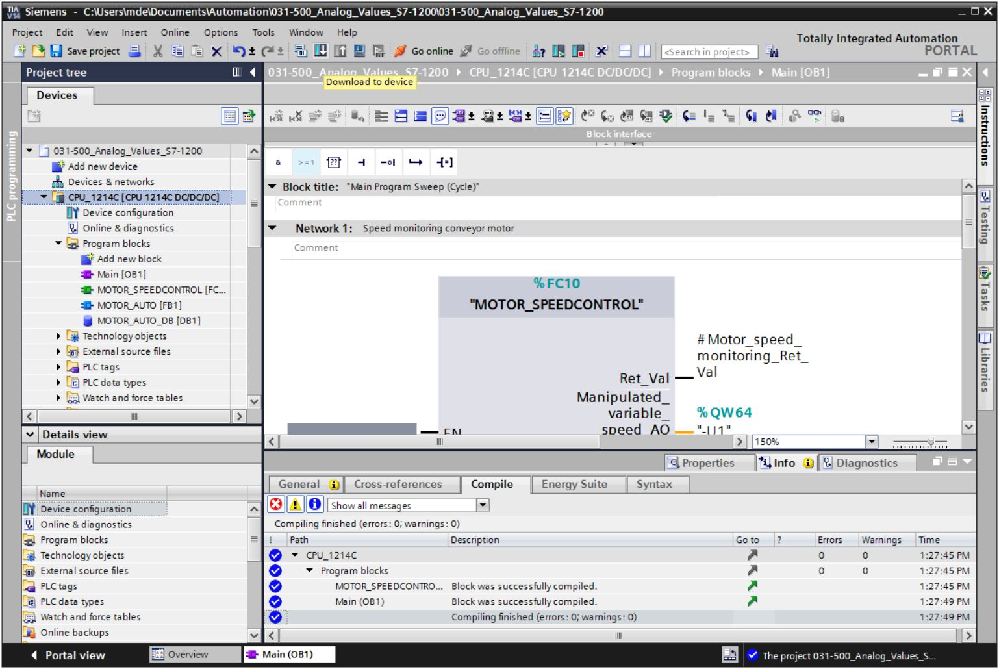 TIA V14 Siemens - C:\Users\mde\Documents\Automation\031-500_Analog_Values_S7-1200\031-500_Analog_Values_S7-1200
Project Edit View Insert Online Options Tools Window Help
Totally Integrated Automation
PORTAL
Save project Go online Go offline <Search in project>
Project tree
031-500_Analog_Values_S7-1200 CPU_1214C [CPU 1214C DC/DC/DC] Program blocks Main [OB1]
Download to device
Devices
PLC programming
Block interface
031-500_Analog_Values_S7-1200
Add new device
Devices & networks
CPU_1214C [CPU 1214C DC/DC/DC]
Device configuration
Online & diagnostics
Program blocks
Add new block
Main [OB1]
MOTOR_SPEEDCONTROL [FC...
MOTOR_AUTO [FB1]
MOTOR_AUTO_DB [DB1]
Technology objects
External source files
PLC tags
PLC data types
Watch and force tables
& >=1 ?? -| -o| -[=]
Block title: "Main Program Sweep (Cycle)"
Comment
Network 1: Speed monitoring conveyor motor
Comment
%FC10
"MOTOR_SPEEDCONTROL"
#Motor_speed_
monitoring_Ret_
Val
Ret_Val
Manipulated_
variable_
speed_AO
%QW64
"-U1"
EN
150%
Instructions
Testing
Tasks
Libraries
Details view
Module
Name
Device configuration
Online & diagnostics
Program blocks
Technology objects
External source files
PLC tags
PLC data types
Watch and force tables
Online backups
Properties Info Diagnostics
General Cross-references Compile Energy Suite Syntax
Show all messages
Compiling finished (errors: 0; warnings: 0)
! Path Description Go to ? Errors Warnings Time
CPU_1214C 0 0 1:27:45 PM
Program blocks 0 0 1:27:45 PM
MOTOR_SPEEDCONTRO... Block was successfully compiled. 1:27:45 PM
Main (OB1) Block was successfully compiled. 1:27:49 PM
Compiling finished (errors: 0; warnings: 0) 1:27:49 PM
Portal view Overview Main (OB1) The project 031-500_Analog_Values_S...